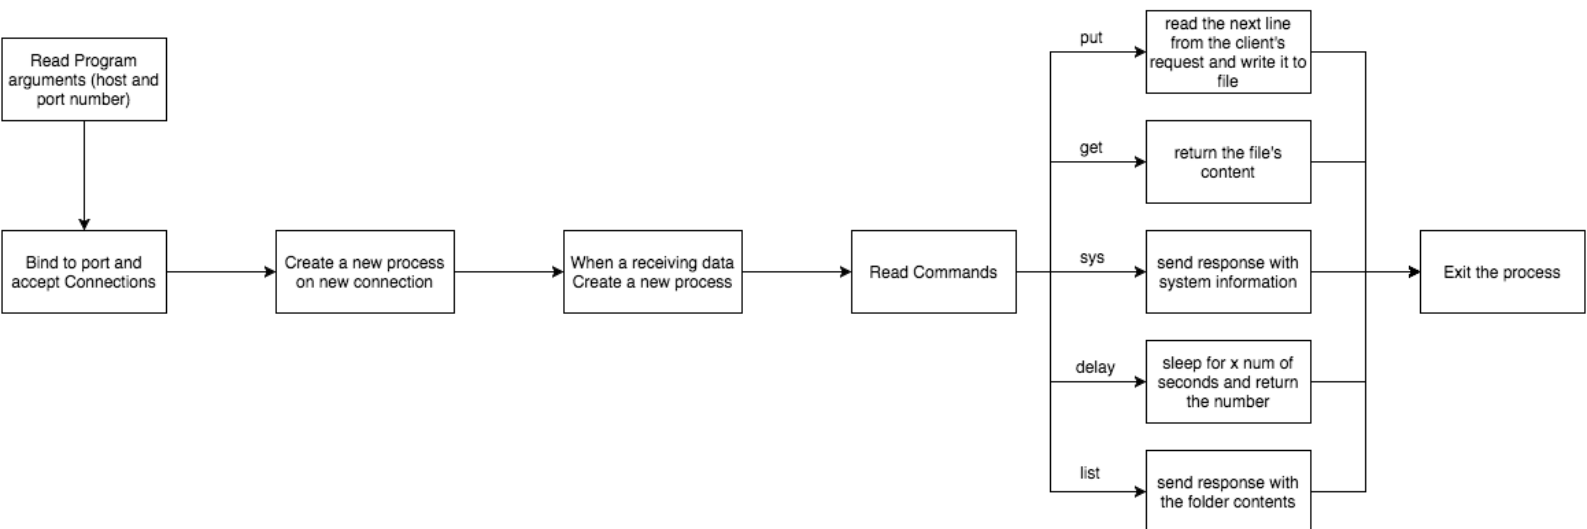 Read Program
arguments (host and
port number)
Bind to port and
accept Connections
Create a new process
on new connection
When a receiving data
Create a new process
Read Commands
put
read the next line
from the client's
request and write it to
file
get
return the file's
content
sys
send response with
system information
delay
sleep for x num of
seconds and return
the number
list
send response with
the folder contents
Exit the process